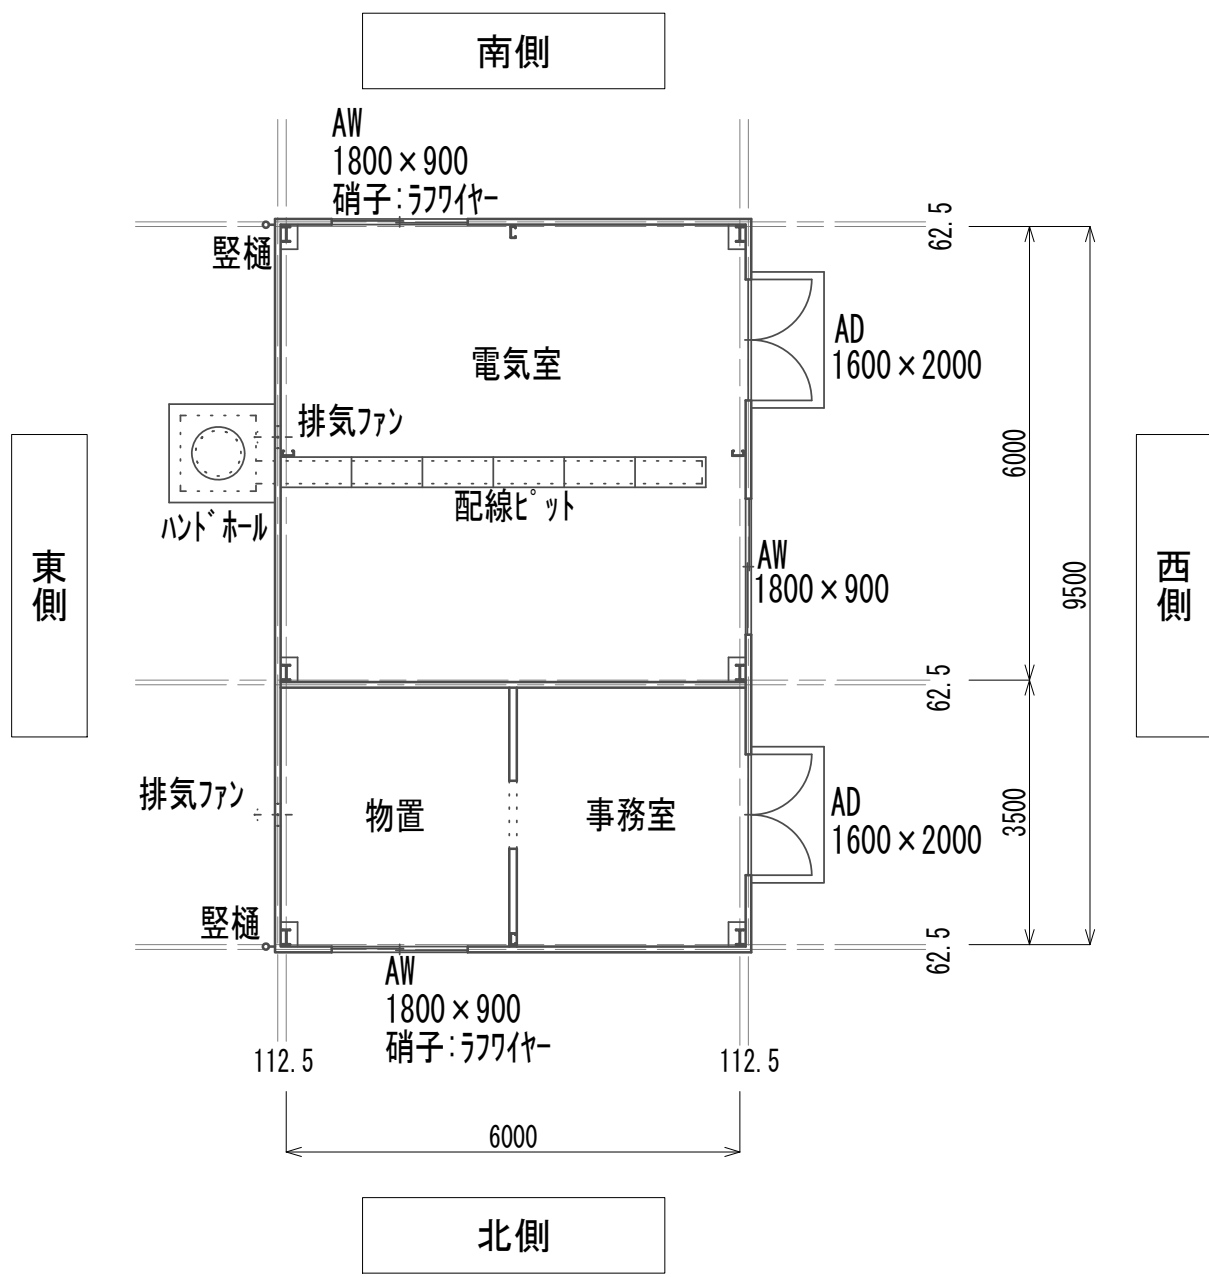 南側
AW
1800×900
硝子:ラフワイヤー
竪樋
62.5
電気室
AD
1600×2000
排気ファン
6000
9500
配線ピット
ハンドホール
東側
西側
AW
1800×900
62.5
排気ファン
物置
事務室
AD
1600×2000
3500
竪樋
62.5
AW
1800×900
硝子:ラフワイヤー
112.5
112.5
6000
北側